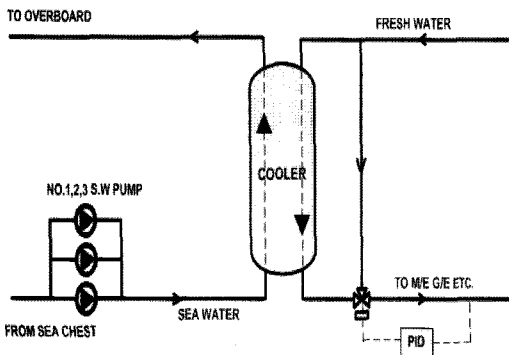 TO OVERBOARD
FRESH WATER
COOLER
NO.1,2,3 S.W PUMP
TO M/E G/E ETC.
SEA WATER
FROM SEA CHEST
PID